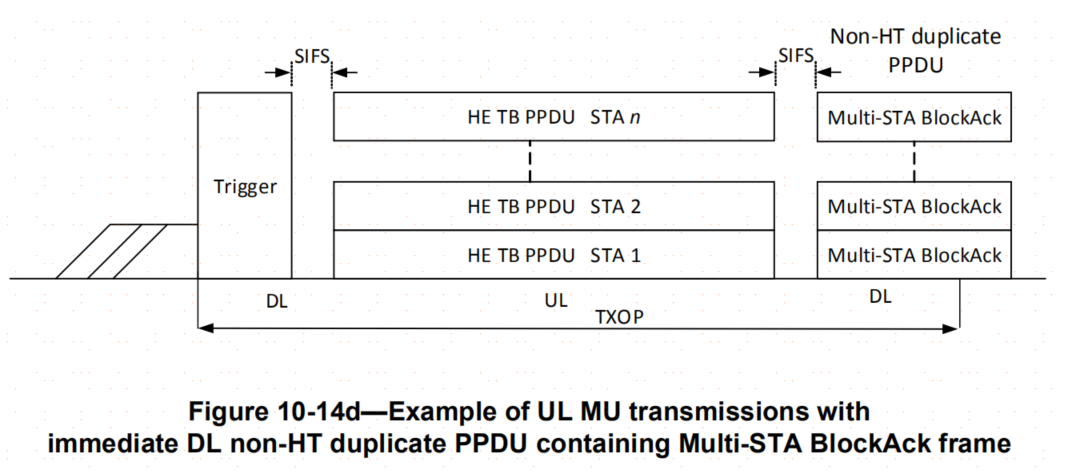 Non-HT duplicate
PPDU
SIFS
SIFS
HE TB PPDU STA n
Multi-STA BlockAck
Trigger
HE TB PPDU STA 2
Multi-STA BlockAck
HE TB PPDU STA 1
Multi-STA BlockAck
DL
UL
DL
TXOP
Figure 10-14d—Example of UL MU transmissions with
immediate DL non-HT duplicate PPDU containing Multi-STA BlockAck frame